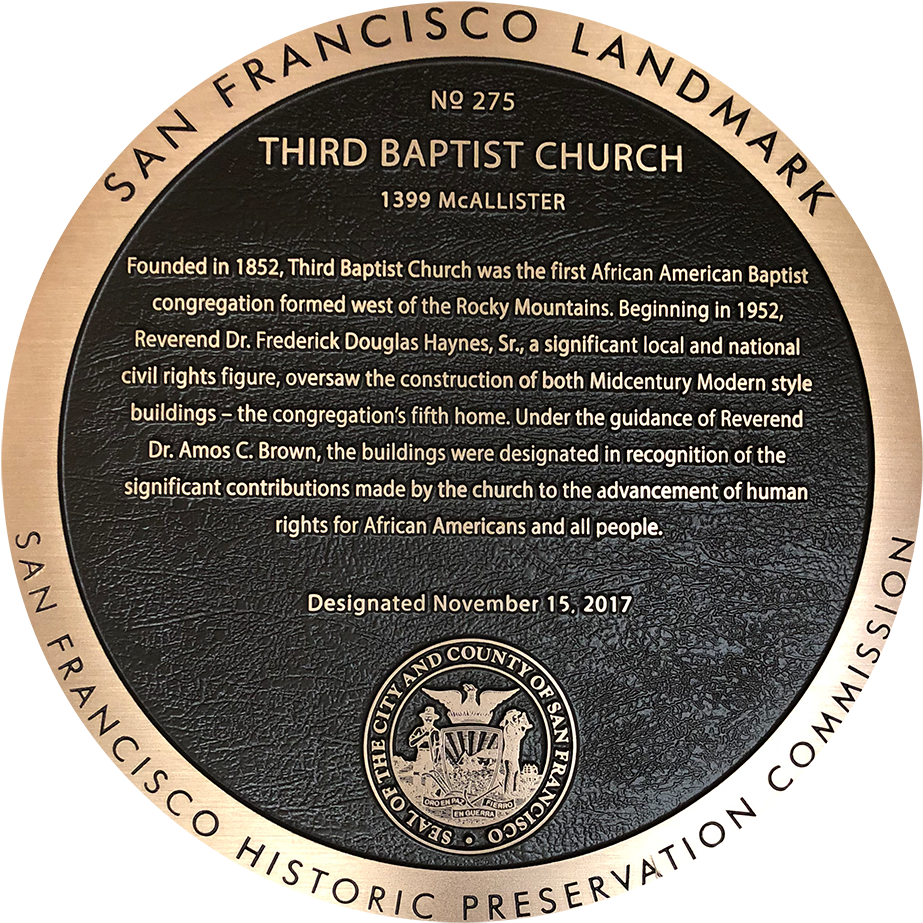 SAN FRANCISCO LANDMARK
Nº 275
THIRD BAPTIST CHURCH
1399 McALLISTER
Founded in 1852, Third Baptist Church was the first African American Baptist
congregation formed west of the Rocky Mountains. Beginning in 1952,
Reverend Dr. Frederick Douglas Haynes, Sr., a significant local and national
civil rights figure, oversaw the construction of both Midcentury Modern style
buildings – the congregation's fifth home. Under the guidance of Reverend
Dr. Amos C. Brown, the buildings were designated in recognition of the
significant contributions made by the church to the advancement of human
rights for African Americans and all people.
Designated November 15, 2017
SEAL OF THE CITY AND COUNTY OF SAN FRANCISCO
ORO EN PAZ FIERRO
EN GUERRA
SAN FRANCISCO HISTORIC PRESERVATION COMMISSION